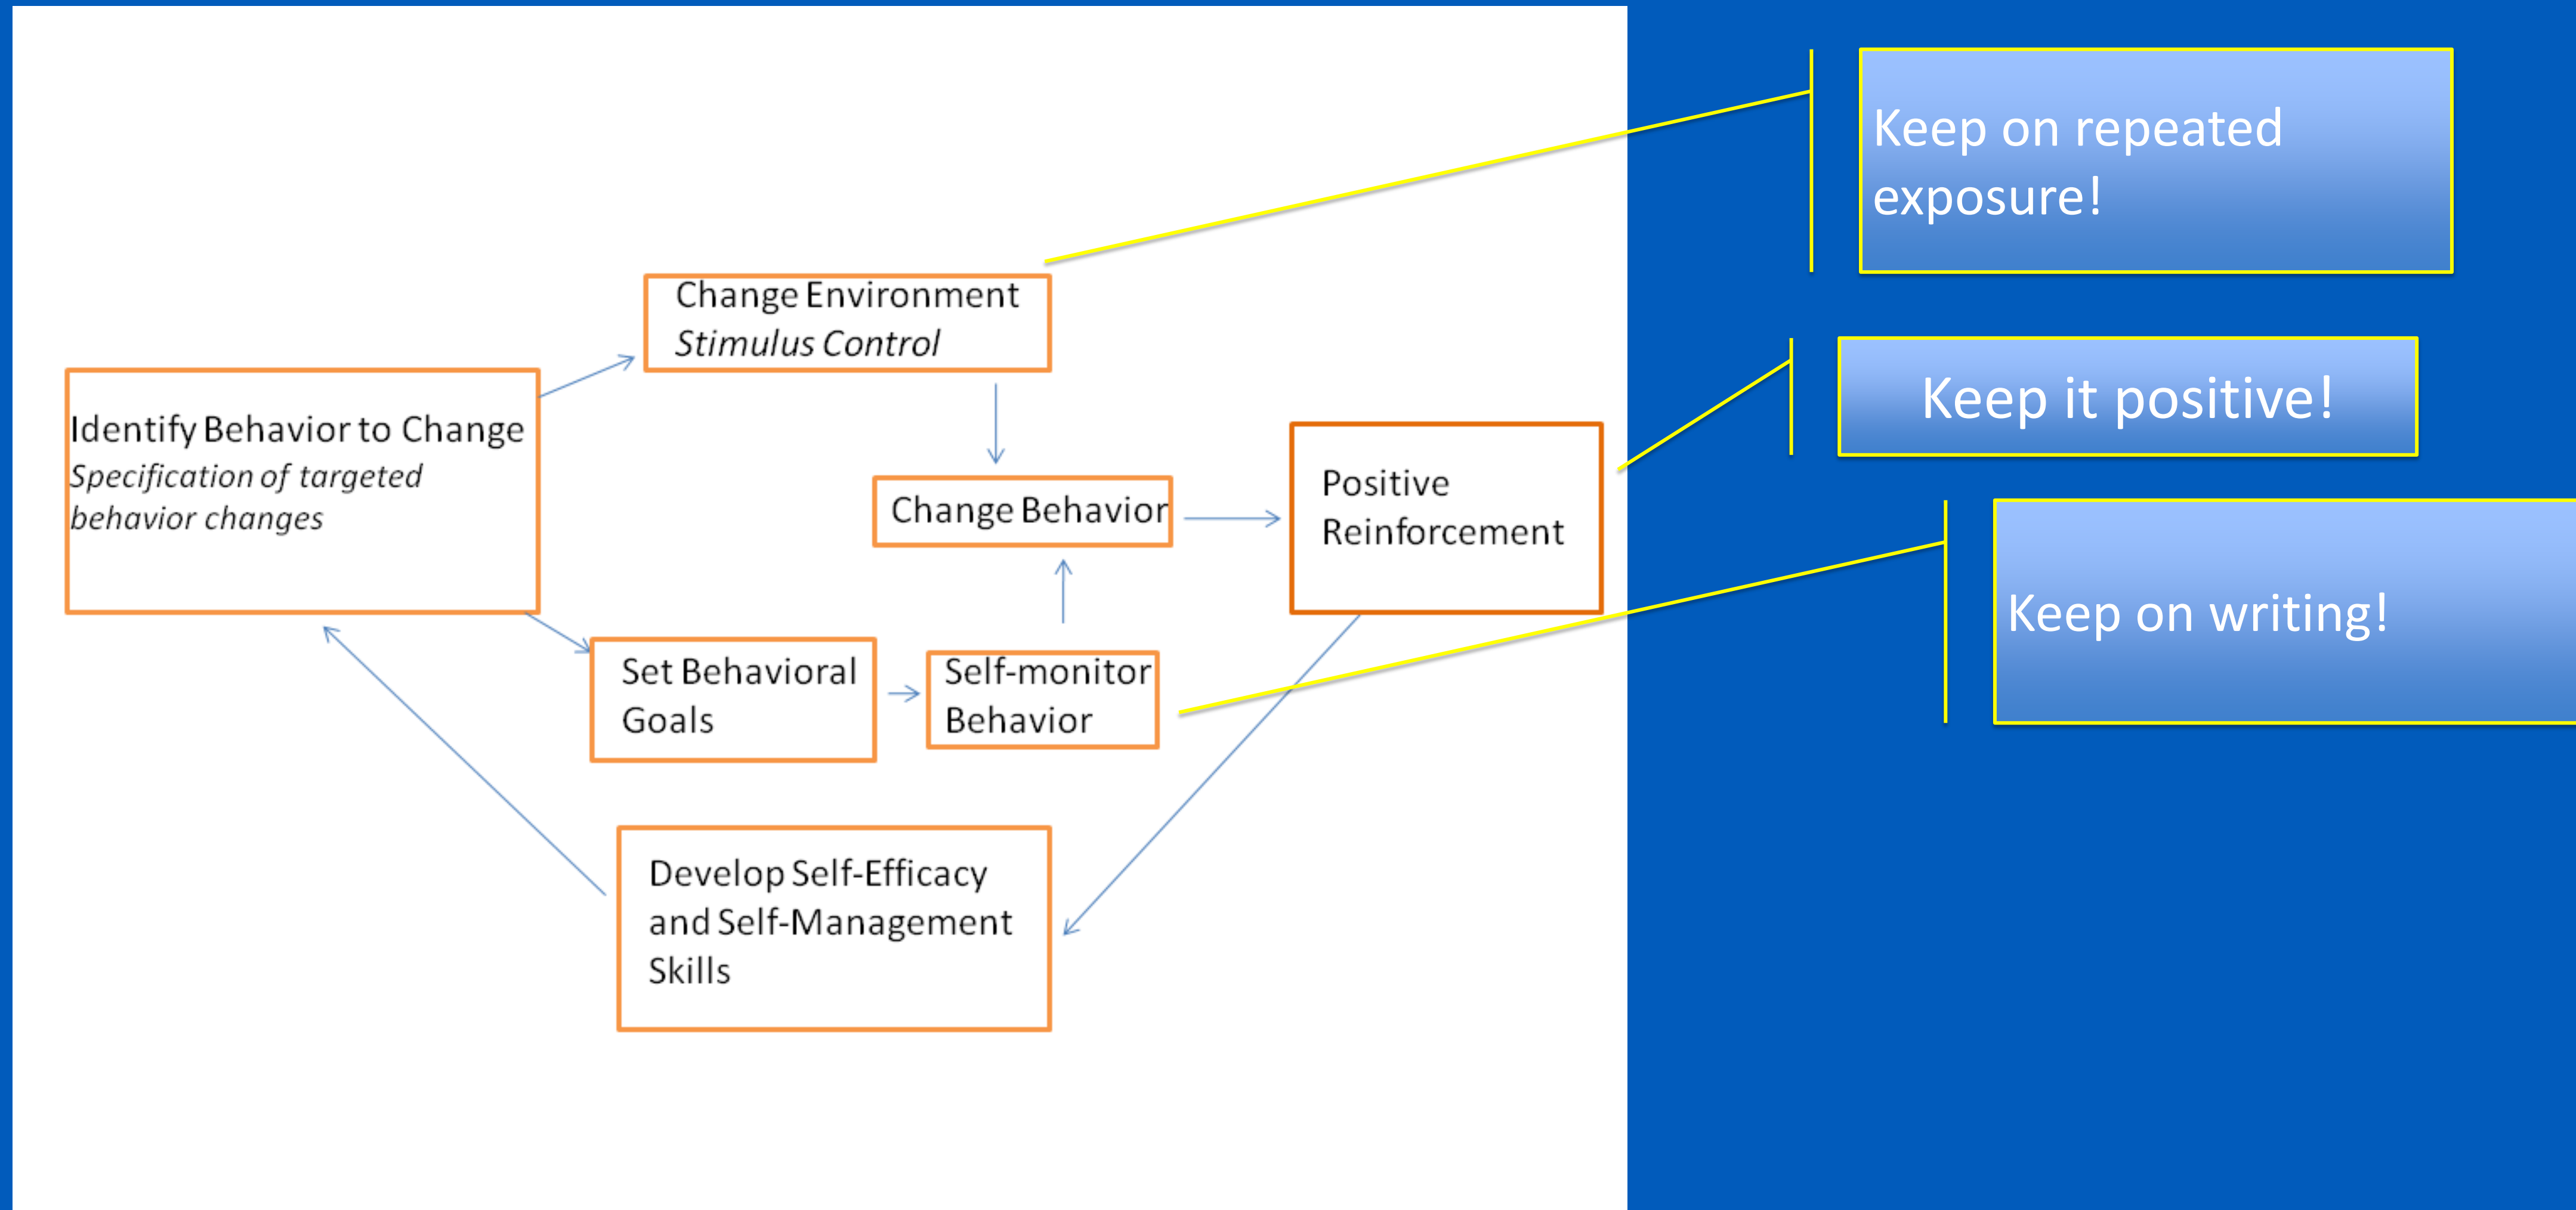 Keep on repeated
exposure!
Change Environment
Stimulus Control
Keep it positive!
Identify Behavior to Change
Specification of targeted
behavior changes
Change Behavior
Positive
Reinforcement
Keep on writing!
Set Behavioral
Goals
Self-monitor
Behavior
Develop Self-Efficacy
and Self-Management
Skills